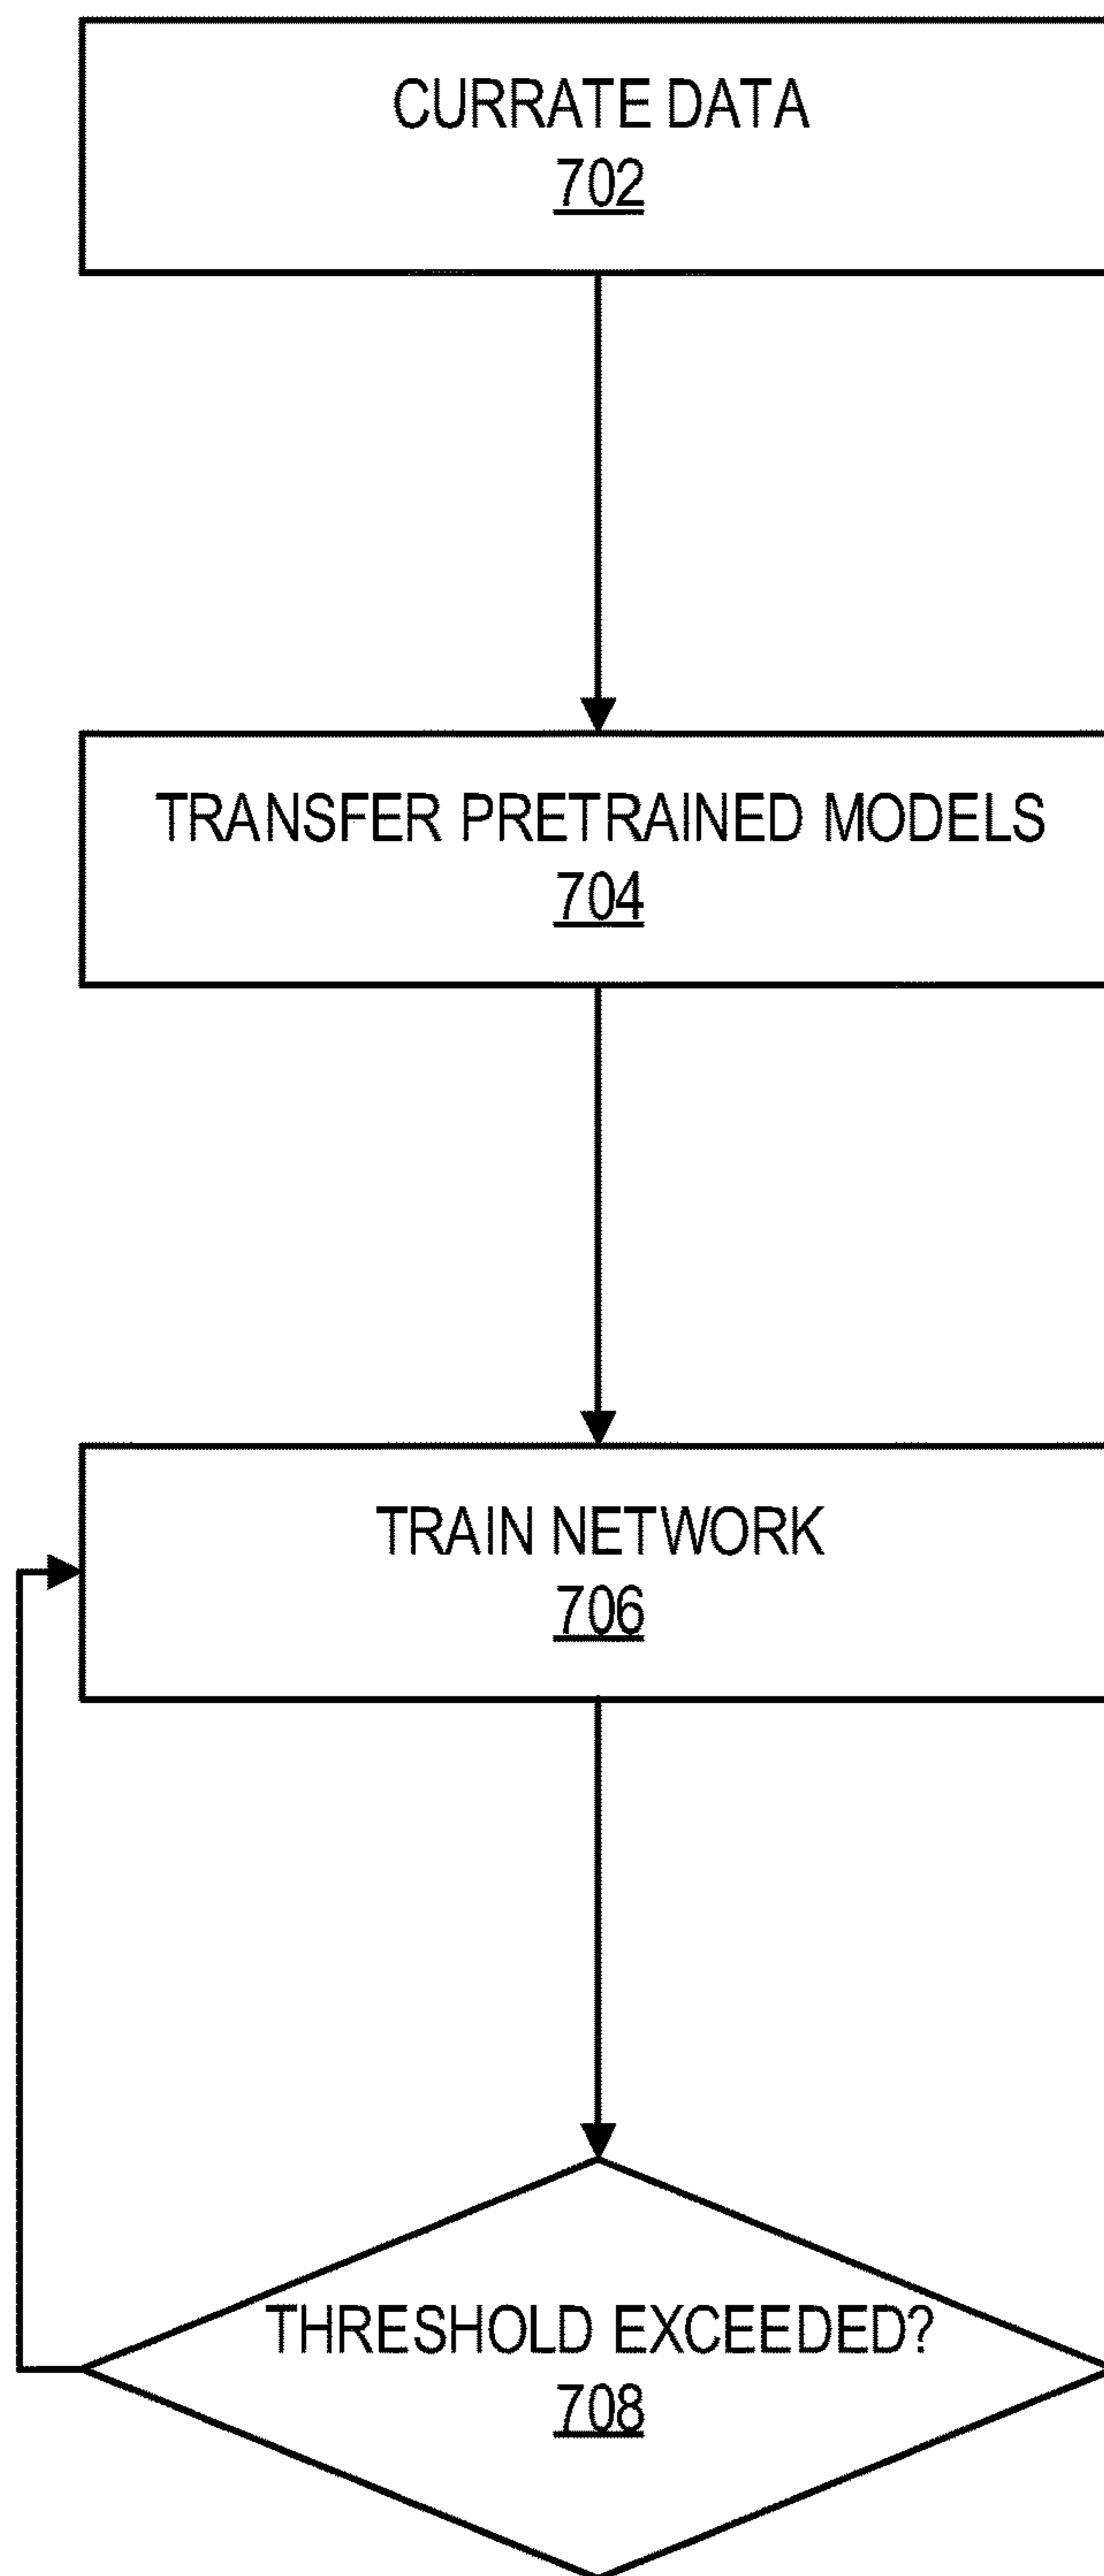 CURRATE DATA
702
TRANSFER PRETRAINED MODELS
704
TRAIN NETWORK
706
THRESHOLD EXCEEDED?
708